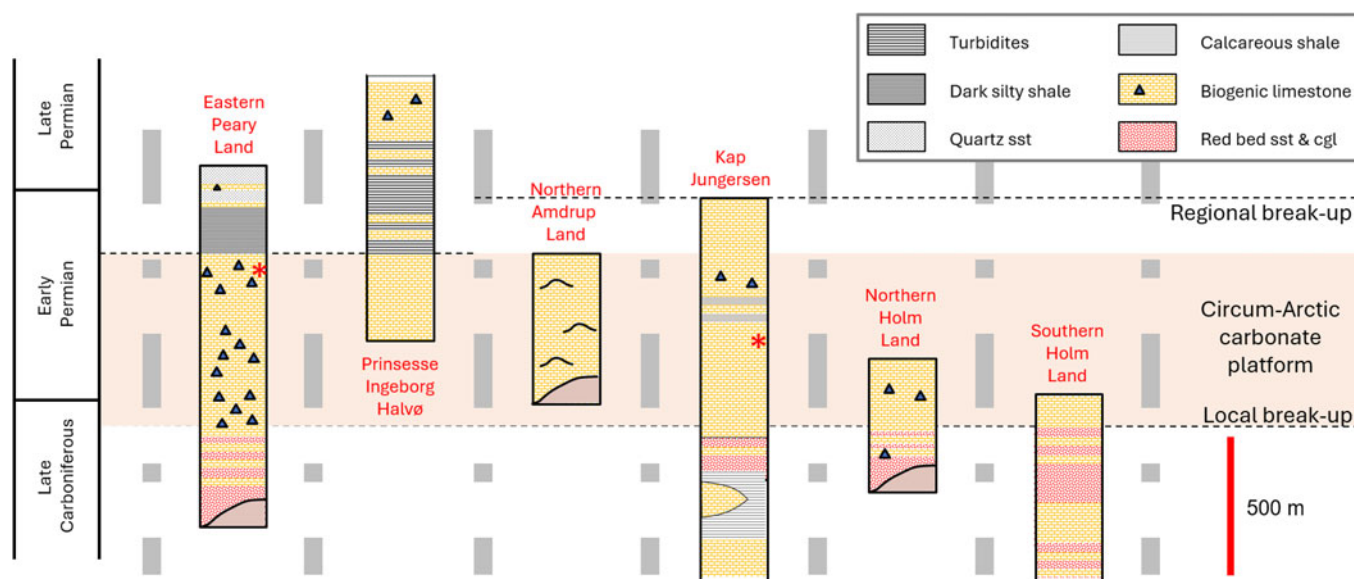 Turbidites
Calcareous shale
Dark silty shale
Biogenic limestone
Quartz sst
Red bed sst & cgl
Late
Permian
Early
Permian
Late
Carboniferous
Eastern
Peary
Land
*
Prinsesse
Ingeborg
Halvø
Northern
Amdrup
Land
Kap
Jungersen
*
Northern
Holm
Land
Southern
Holm
Land
Regional break-up
Circum-Arctic
carbonate
platform
Local break-up
500 m